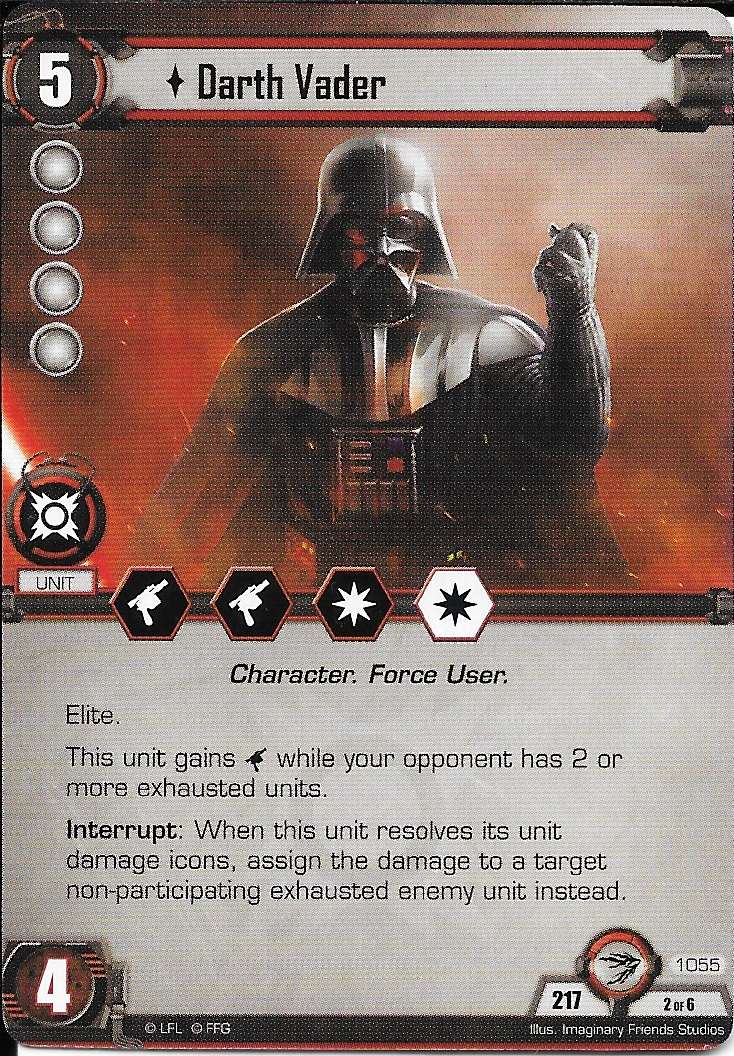 5
Darth Vader
UNIT
Character. Force User.
Elite.
This unit gains while your opponent has 2 or
more exhausted units.
Interrupt: When this unit resolves its unit
damage icons, assign the damage to a target
non-participating exhausted enemy unit instead.
4
1055
217
2 OF 6
© LFL © FFG
Illus. Imaginary Friends Studios